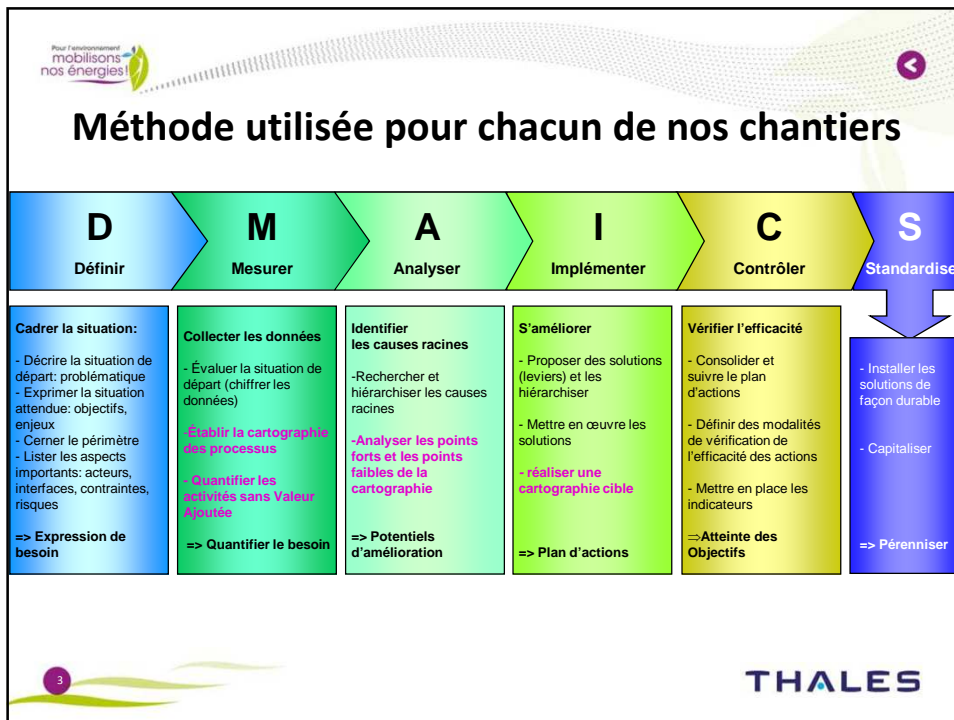 Pour l'environnement
mobilisons
nos énergies!
Méthode utilisée pour chacun de nos chantiers
D
Définir
M
Mesurer
A
Analyser
I
Implémenter
C
Contrôler
S
Standardise
Cadrer la situation:
- Décrire la situation de
départ: problématique
- Exprimer la situation
attendue: objectifs,
enjeux
- Cerner le périmètre
- Lister les aspects
importants: acteurs,
interfaces, contraintes,
risques
=> Expression de
besoin
Collecter les données
- Évaluer la situation de
départ (chiffrer les
données)
-Établir la cartographie
des processus
- Quantifier les
activités sans Valeur
Ajoutée
=> Quantifier le besoin
Identifier
les causes racines
-Rechercher et
hiérarchiser les causes
racines
-Analyser les points
forts et les points
faibles de la
cartographie
=> Potentiels
d'amélioration
S'améliorer
- Proposer des solutions
(leviers) et les
hiérarchiser
- Mettre en œuvre les
solutions
- réaliser une
cartographie cible
=> Plan d'actions
Vérifier l'efficacité
- Consolider et
suivre le plan
d'actions
- Définir des modalités
de vérification de
l'efficacité des actions
- Mettre en place les
indicateurs
⇒Atteinte des
Objectifs
- Installer les
solutions de
façon durable
- Capitaliser
=> Pérenniser
3
THALES